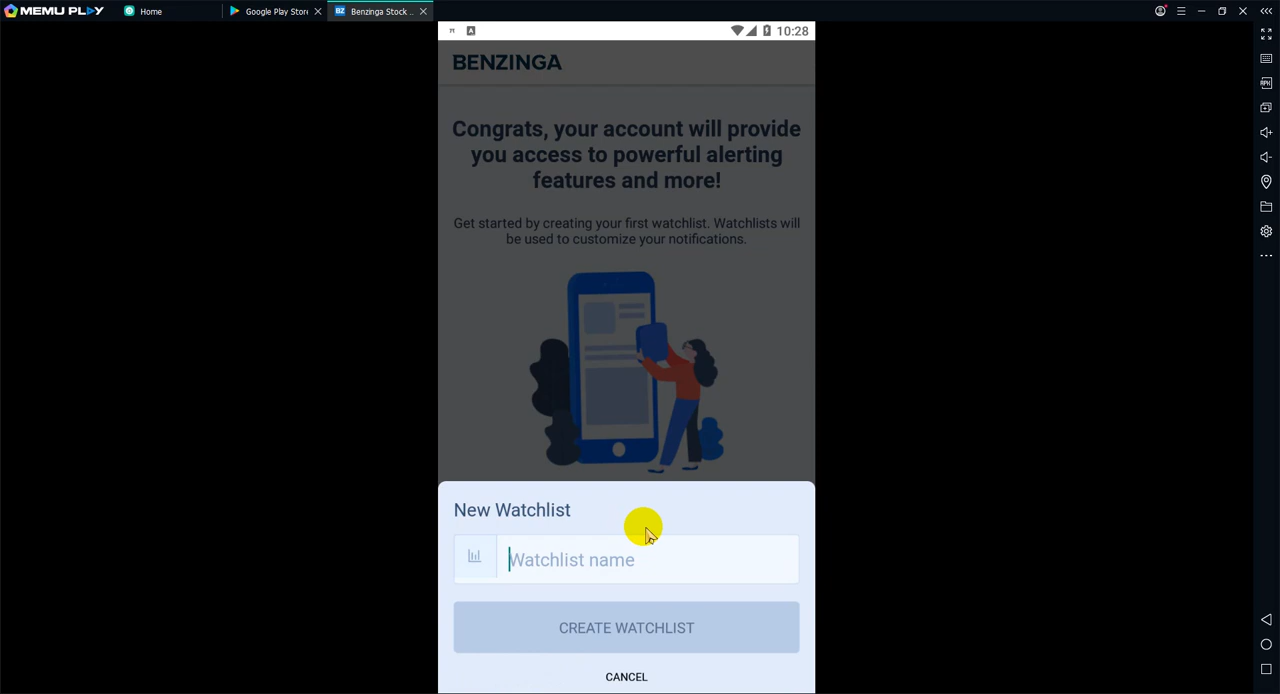 MEMU PLAY
Home
Google Play Store
BZ
Benzinga Stock ..
A
10:28
BENZINGA
Congrats, your account will provide
you access to powerful alerting
features and more!
Get started by creating your first watchlist. Watchlists will
be used to customize your notifications.
New Watchlist
Watchlist name
CREATE WATCHLIST
CANCEL